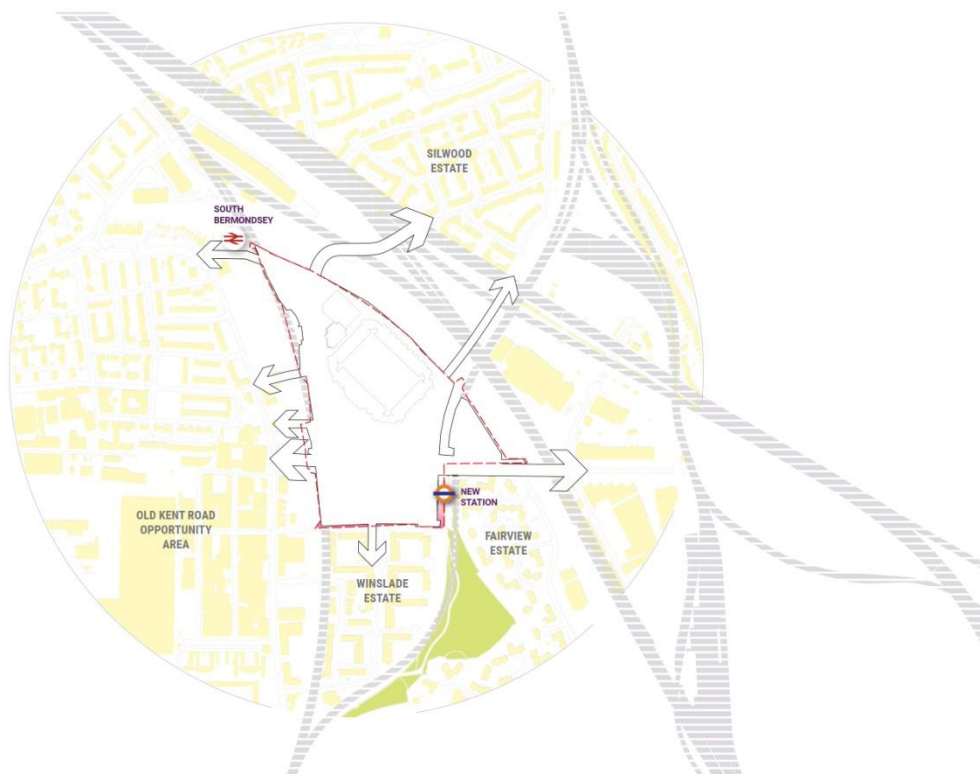 SILWOOD
ESTATE
SOUTH
BERMONDSEY
NEW
STATION
OLD KENT ROAD
OPPORTUNITY
AREA
FAIRVIEW
ESTATE
WINSLADE
ESTATE